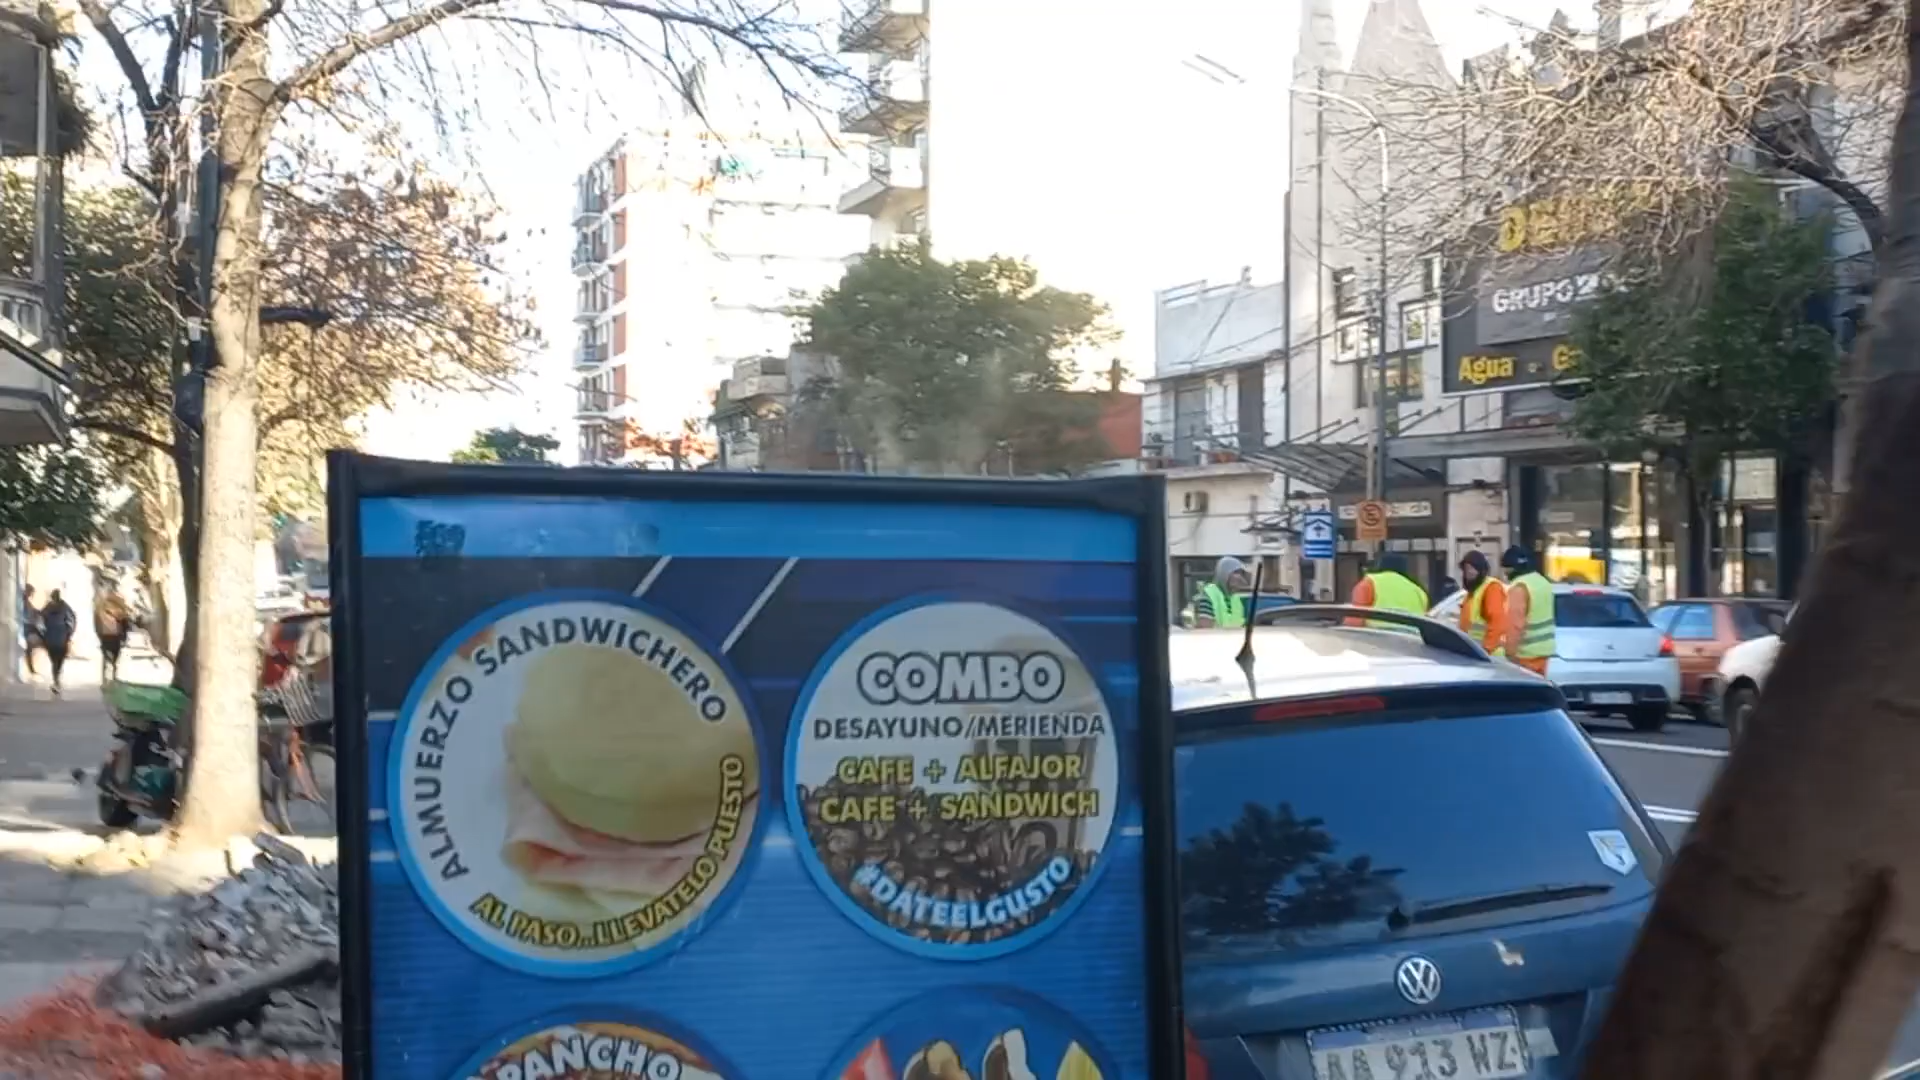 GRUPO
Agua
ALMUERZO SANDWICHERO
AL PASO..LLEVATELO PUESTO
COMBO
DESAYUNO/MERIENDA
CAFE + ALFAJOR
CAFE + SANDWICH
#DATEELGUSTO
PANCHO
AA 913 WZ